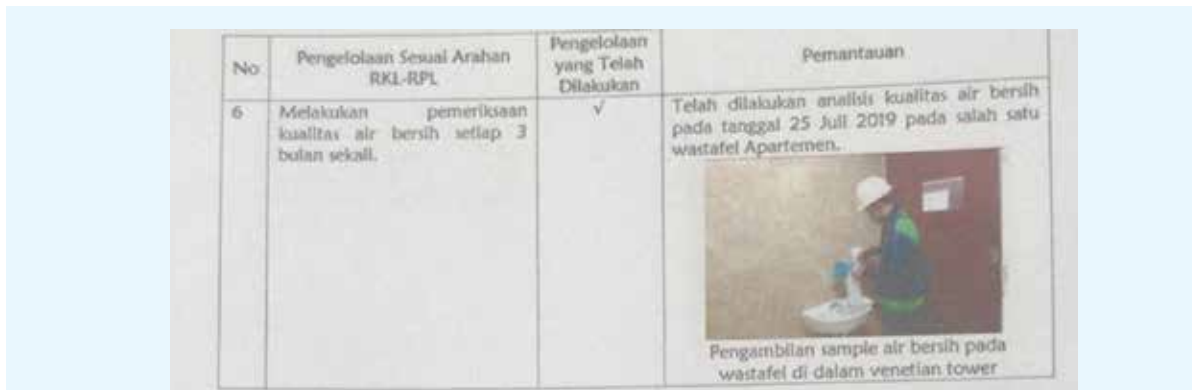 No
Pengelolaan Sesuai Arahan
RKL-RPL
Pengelolaan
yang Telah
Dilakukan
Pemantauan
6
Melakukan pemeriksaan
kualitas air bersih setiap 3
bulan sekali.
√
Telah dilakukan analisis kualitas air bersih
pada tanggal 25 Juli 2019 pada salah satu
wastafel Apartemen.
Pengambilan sample air bersih pada
wastafel di dalam venetian tower